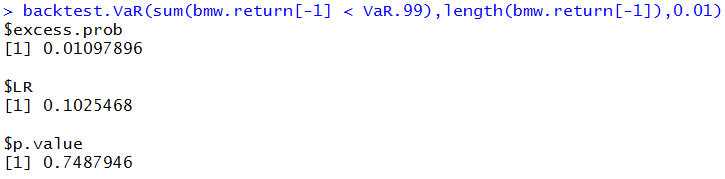 > backtest.VaR(sum(bmw.return[-1] < VaR.99),length(bmw.return[-1]),0.01)
$excess.prob
[1] 0.01097896
$LR
[1] 0.1025468
$p.value
[1] 0.7487946